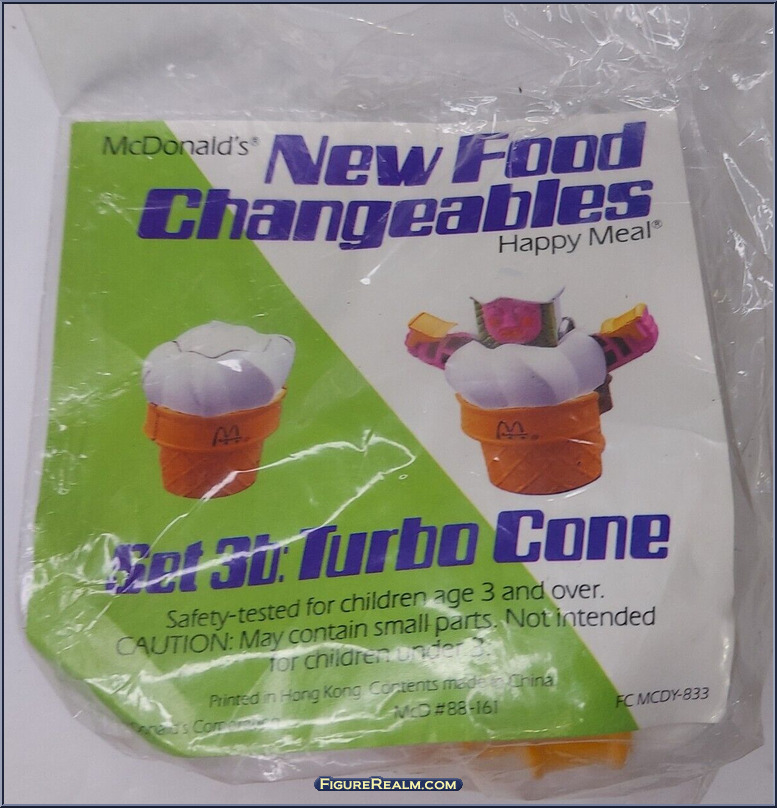 McDonald's® New Food
Changeables
Happy Meal®
Set 3b: Turbo Cone
Safety-tested for children age 3 and over.
CAUTION: May contain small parts. Not intended
for children under 3.
Printed in Hong Kong Contents made in China
McD #88-161
FC MCDY-833
FigureRealm.com